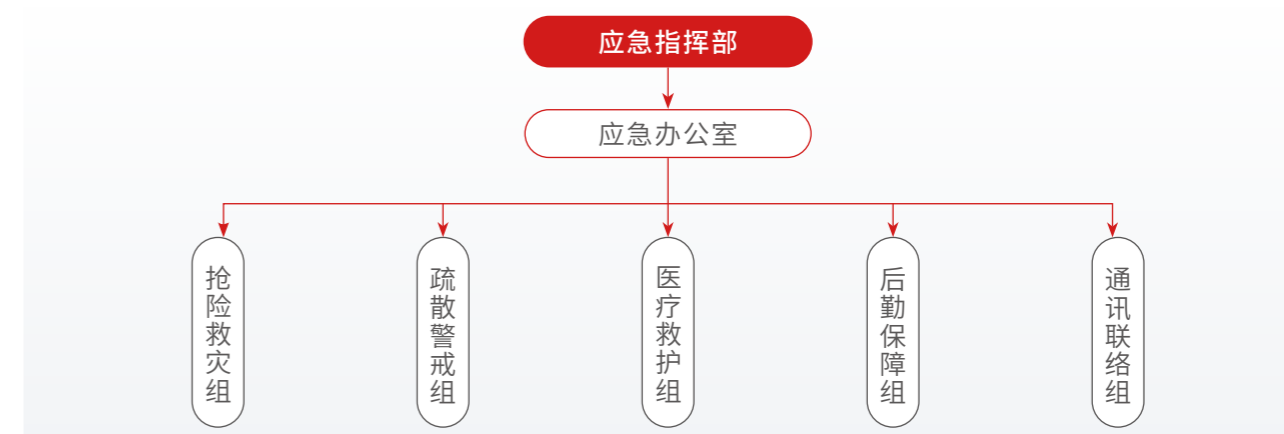 应急指挥部
应急办公室
抢险救灾组
疏散警戒组
医疗救护组
后勤保障组
通讯联络组